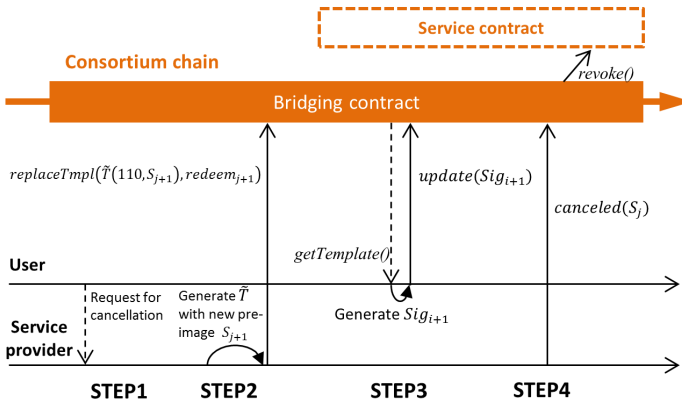 Service contract
Consortium chain
revoke()
Bridging contract
replaceTmpl(T̃(110, S_{j+1}), redeem_{j+1})
update(Sig_{i+1})
canceled(S_j)
getTemplate()
User
Request for
cancellation
Generate T̃
with new pre-
image S_{j+1}
Generate Sig_{i+1}
Service
provider
STEP1
STEP2
STEP3
STEP4